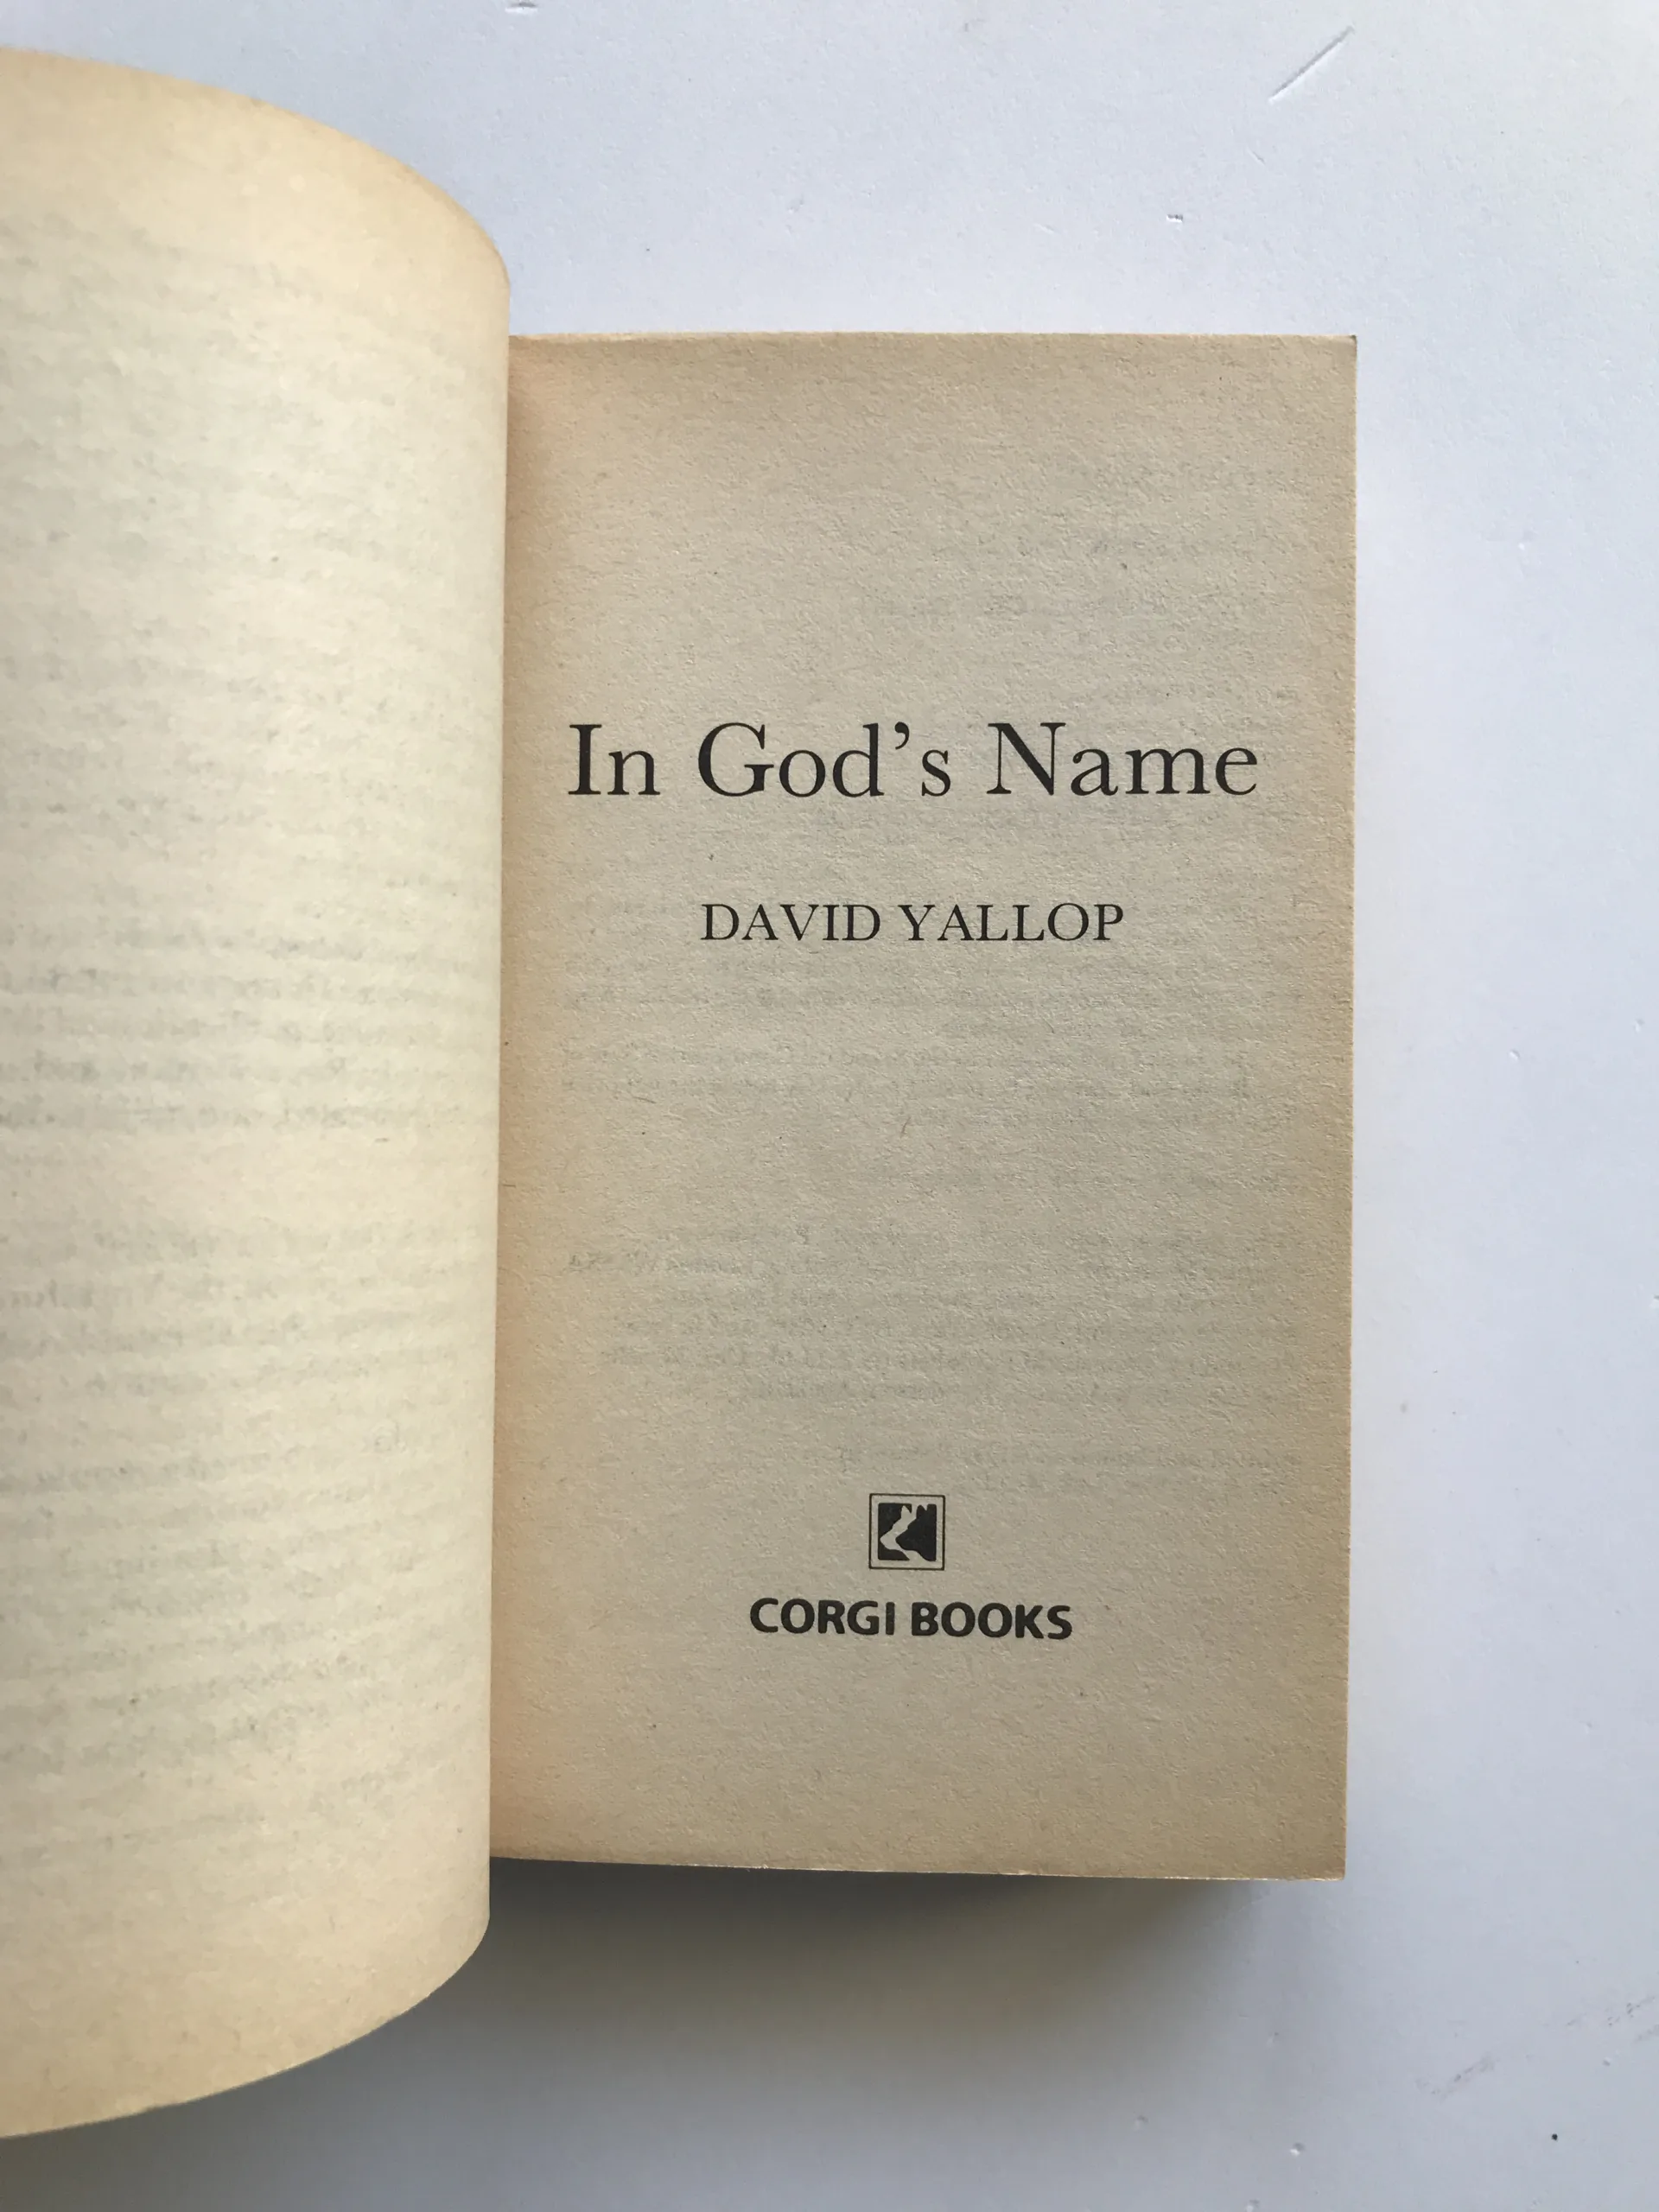 In God’s Name
DAVID YALLOP
CORGI BOOKS